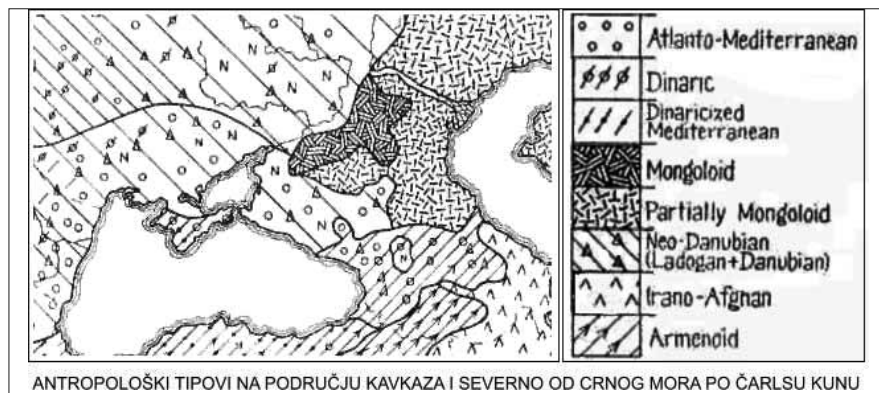 N
N
N
N
N
N
N
N
Atlanto-Mediterranean
Dinaric
Dinaricized
Mediterranean
Mongoloid
Partially Mongoloid
Neo-Danubian
(Ladogan+Danubian)
Irano-Afghan
Armenoid
ANTROPOLOŠKI TIPOVI NA PODRUČJU KAVKAZA I SEVERNO OD CRNOG MORA PO ČARLSU KUNU